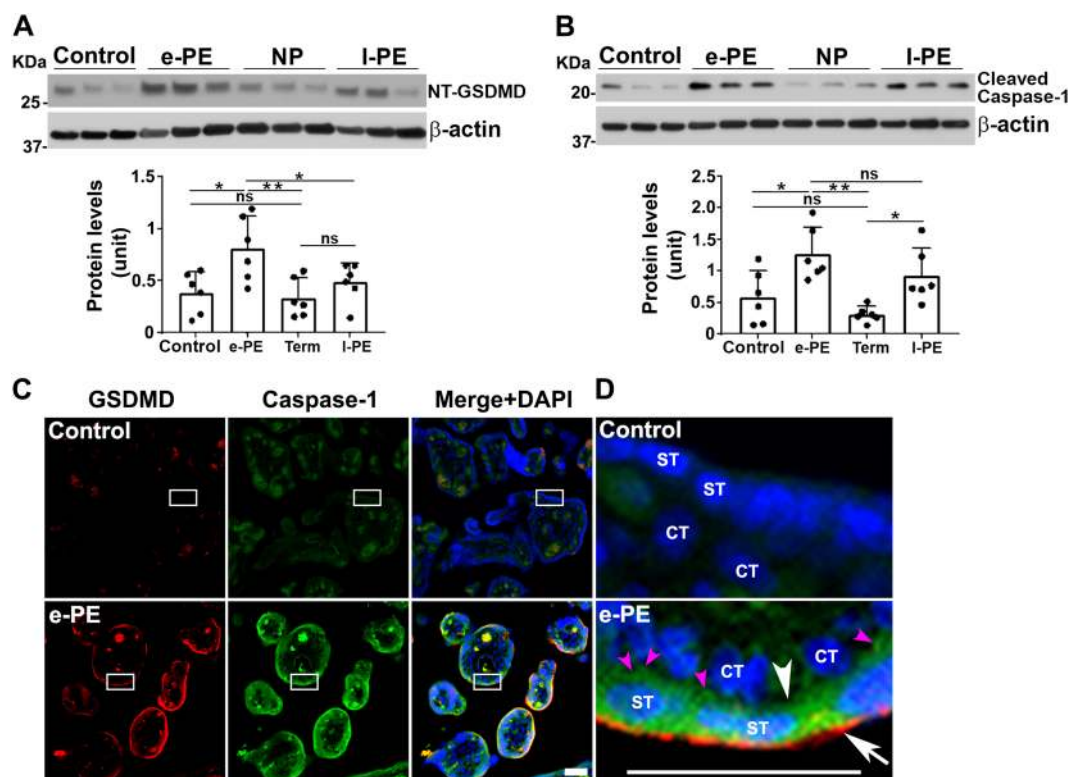 A
Control e-PE NP l-PE
KDa
NT-GSDMD
25-
β-actin
37-
Protein levels
(unit)
1.5
1
0.5
0
* ** *
ns
ns
Control e-PE Term l-PE
B
Control e-PE NP l-PE
KDa
20-
Cleaved
Caspase-1
β-actin
37-
Protein levels
(unit)
2.5
2.0
1.5
1.0
0.5
0
ns
* **
ns
*
Control e-PE Term l-PE
C
GSDMD Caspase-1 Merge+DAPI
Control
e-PE
D
Control
ST
ST
CT
CT
e-PE
CT
CT
ST
ST